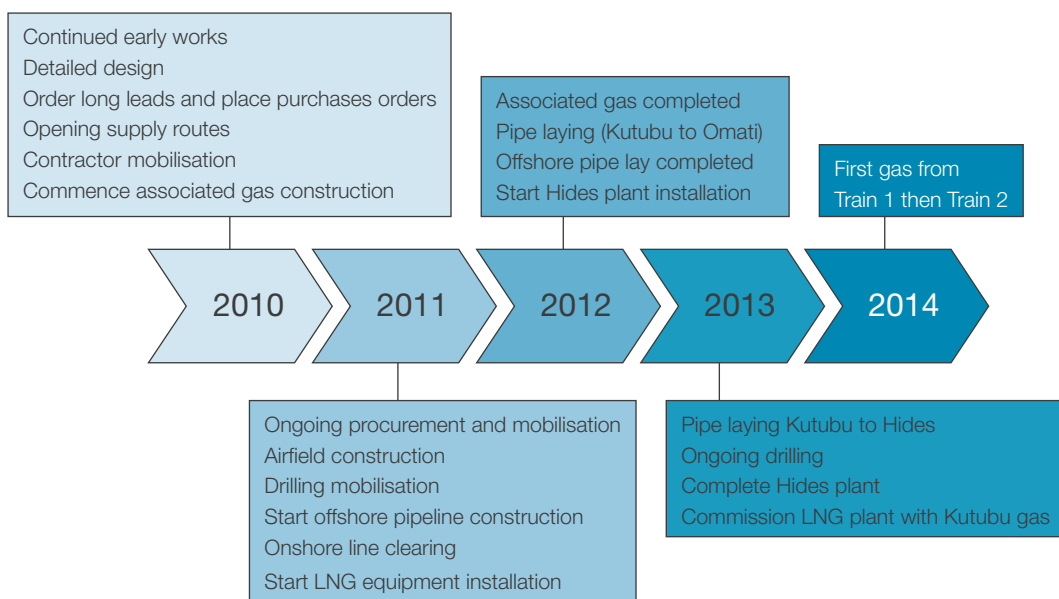 Continued early works
Detailed design
Order long leads and place purchases orders
Opening supply routes
Contractor mobilisation
Commence associated gas construction
Associated gas completed
Pipe laying (Kutubu to Omati)
Offshore pipe lay completed
Start Hides plant installation
First gas from
Train 1 then Train 2
2010
2011
2012
2013
2014
Ongoing procurement and mobilisation
Airfield construction
Drilling mobilisation
Start offshore pipeline construction
Onshore line clearing
Start LNG equipment installation
Pipe laying Kutubu to Hides
Ongoing drilling
Complete Hides plant
Commission LNG plant with Kutubu gas